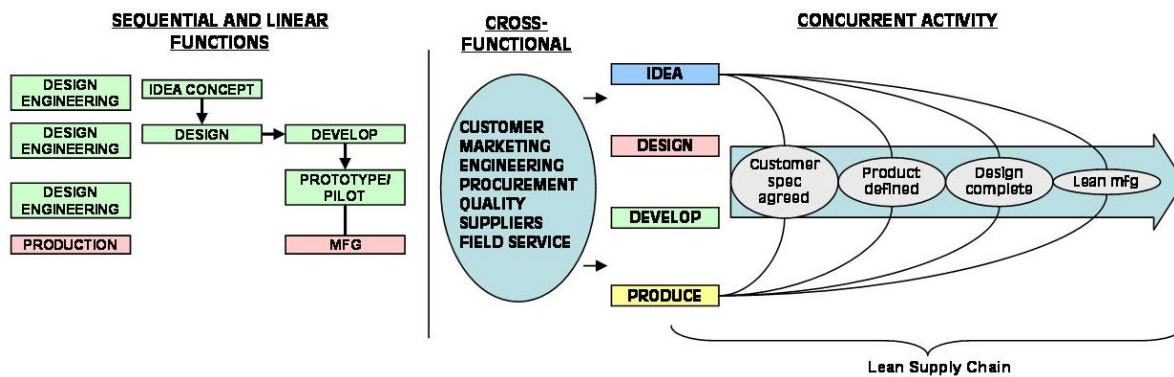 SEQUENTIAL AND LINEAR
FUNCTIONS
DESIGN
ENGINEERING
IDEA CONCEPT
DESIGN
ENGINEERING
DESIGN
DEVELOP
DESIGN
ENGINEERING
PROTOTYPE/
PILOT
PRODUCTION
MFG
CROSS-
FUNCTIONAL
CUSTOMER
MARKETING
ENGINEERING
PROCUREMENT
QUALITY
SUPPLIERS
FIELD SERVICE
CONCURRENT ACTIVITY
IDEA
DESIGN
DEVELOP
PRODUCE
Customer
spec
agreed
Product
defined
Design
complete
Lean mfg
Lean Supply Chain